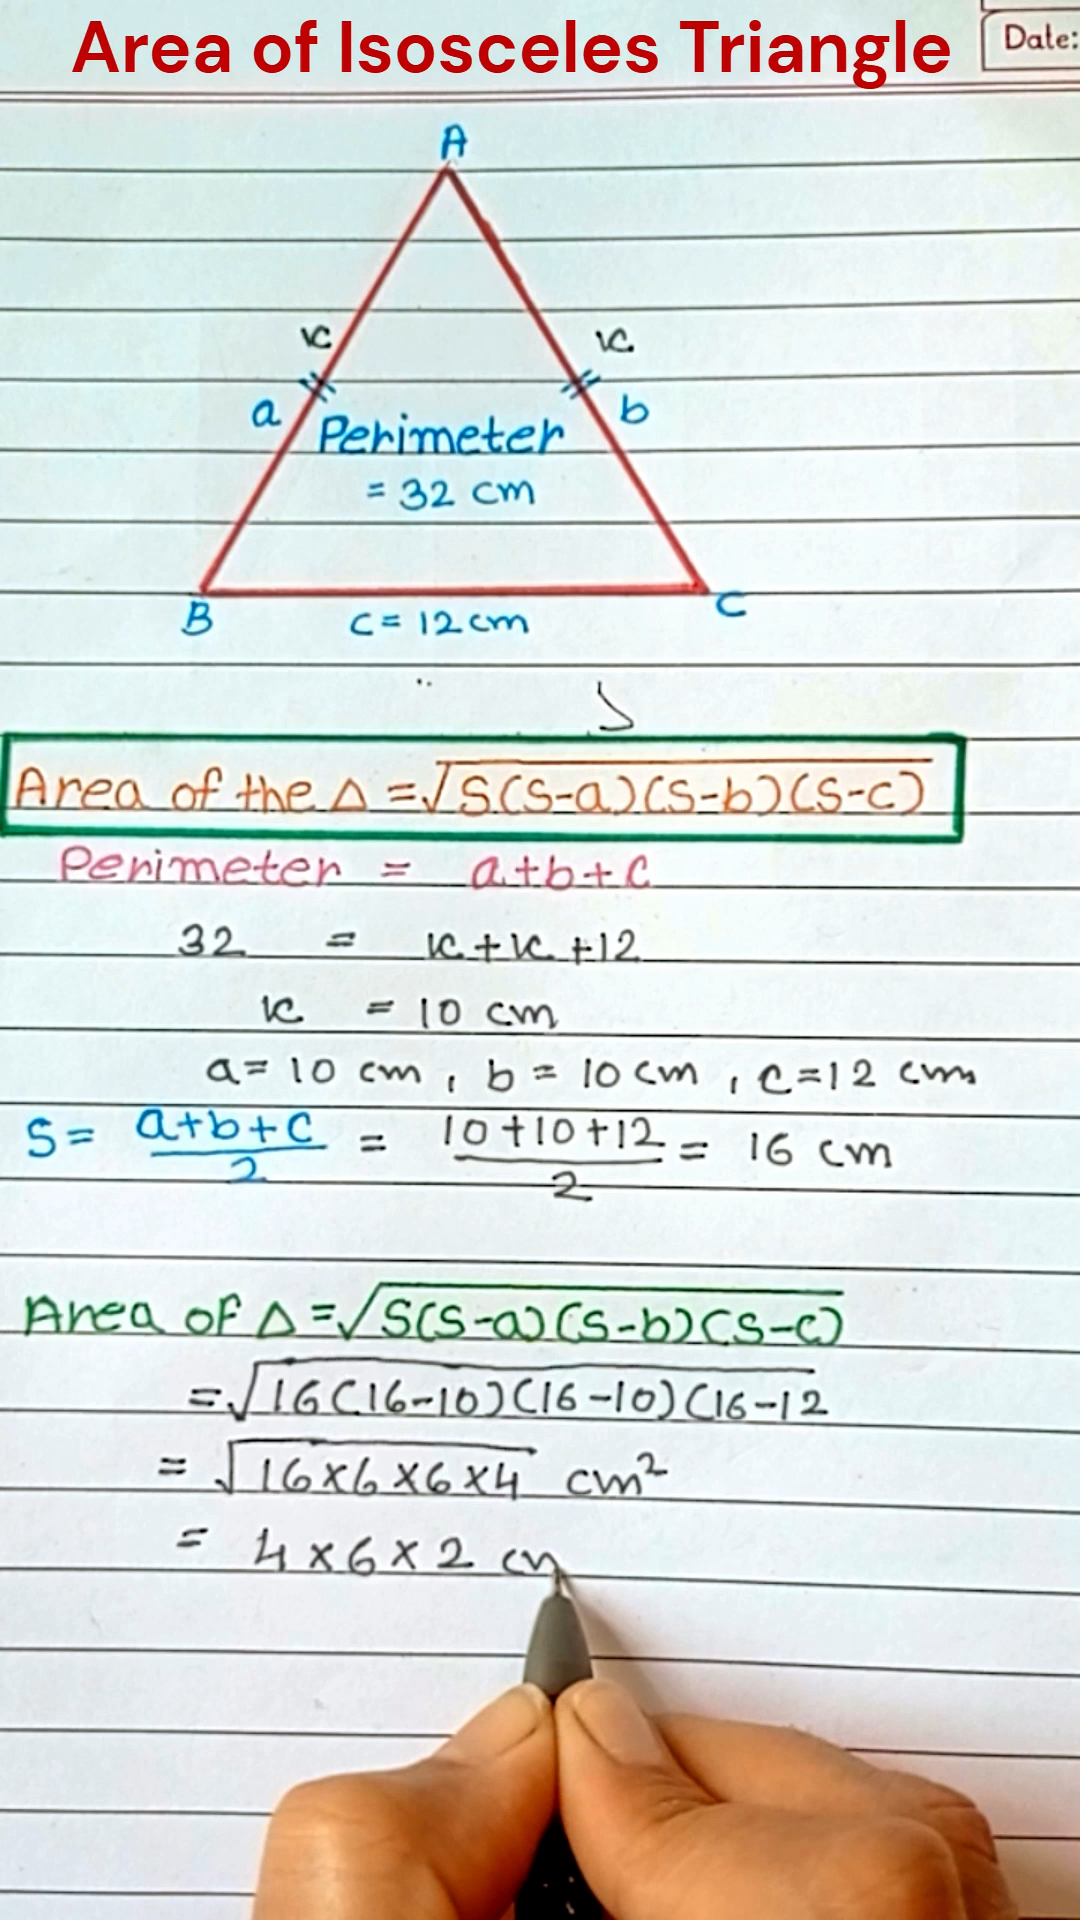 Area of Isosceles Triangle
Date:
A
x x
a b
Perimeter
= 32 cm
B C
c = 12 cm
Area of the △ = √S(S-a)(S-b)(S-c)
Perimeter = a+b+c
32 = x+x+12
x = 10 cm
a = 10 cm, b = 10 cm, c = 12 cm
S = a+b+c/2 = 10+10+12/2 = 16 cm
Area of △ = √S(S-a)(S-b)(S-c)
= √16(16-10)(16-10)(16-12
= √16×6×6×4 cm²
= 4×6×2 cm